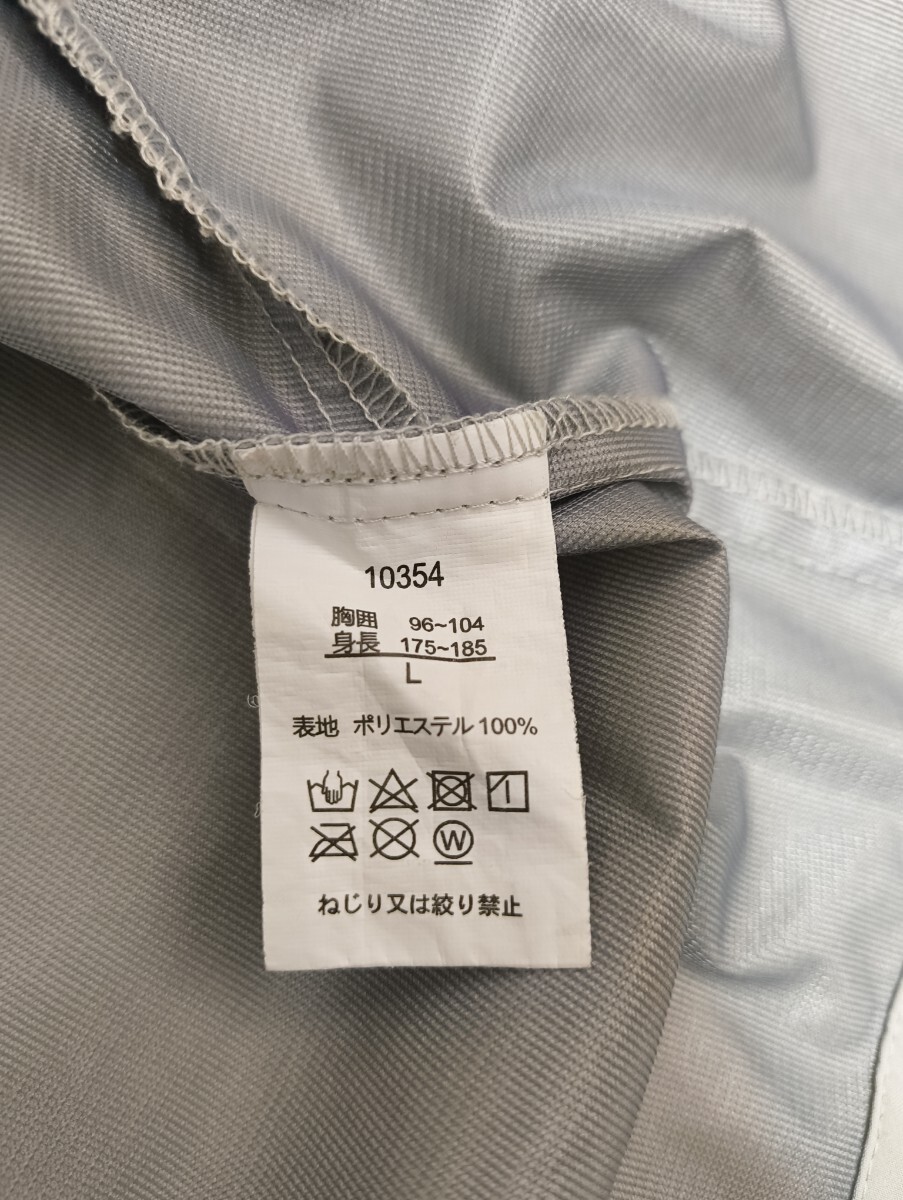 10354
胸囲 96~104
身長 175~185
L
表地 ポリエステル100%
W
ねじり又は絞り禁止